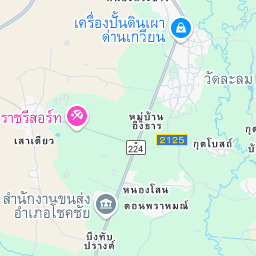 เครื่องปั้นดินเผา
ด่านเกวียน
วัดละลม
ราชรีสอร์ท
หมู่บ้าน
อิงธาร
2125
เสาเดียว
224
กุดโบสถ์
สำนักงานขนส่ง
อำเภอโชคชัย
หนองโสน
ดอนพราหมณ์
บึงทับ
ปรางค์